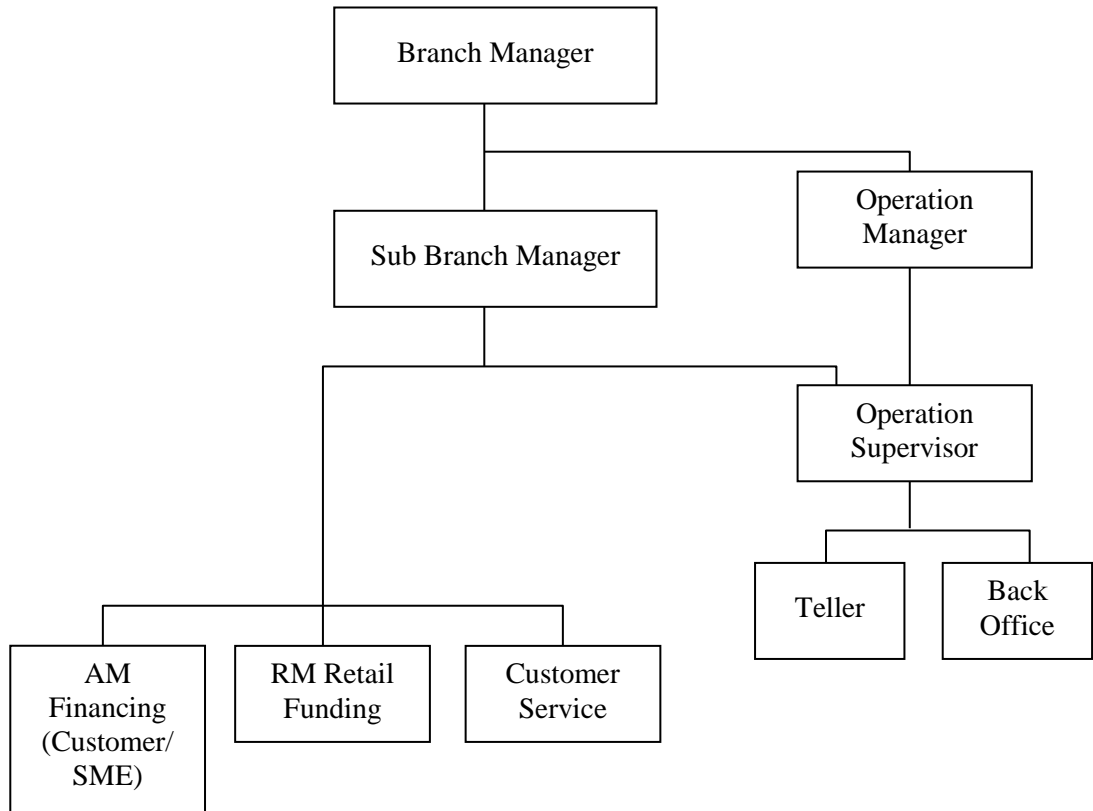 Branch Manager
Operation
Manager
Sub Branch Manager
Operation
Supervisor
Teller
Back
Office
AM
Financing
(Customer/
SME)
RM Retail
Funding
Customer
Service